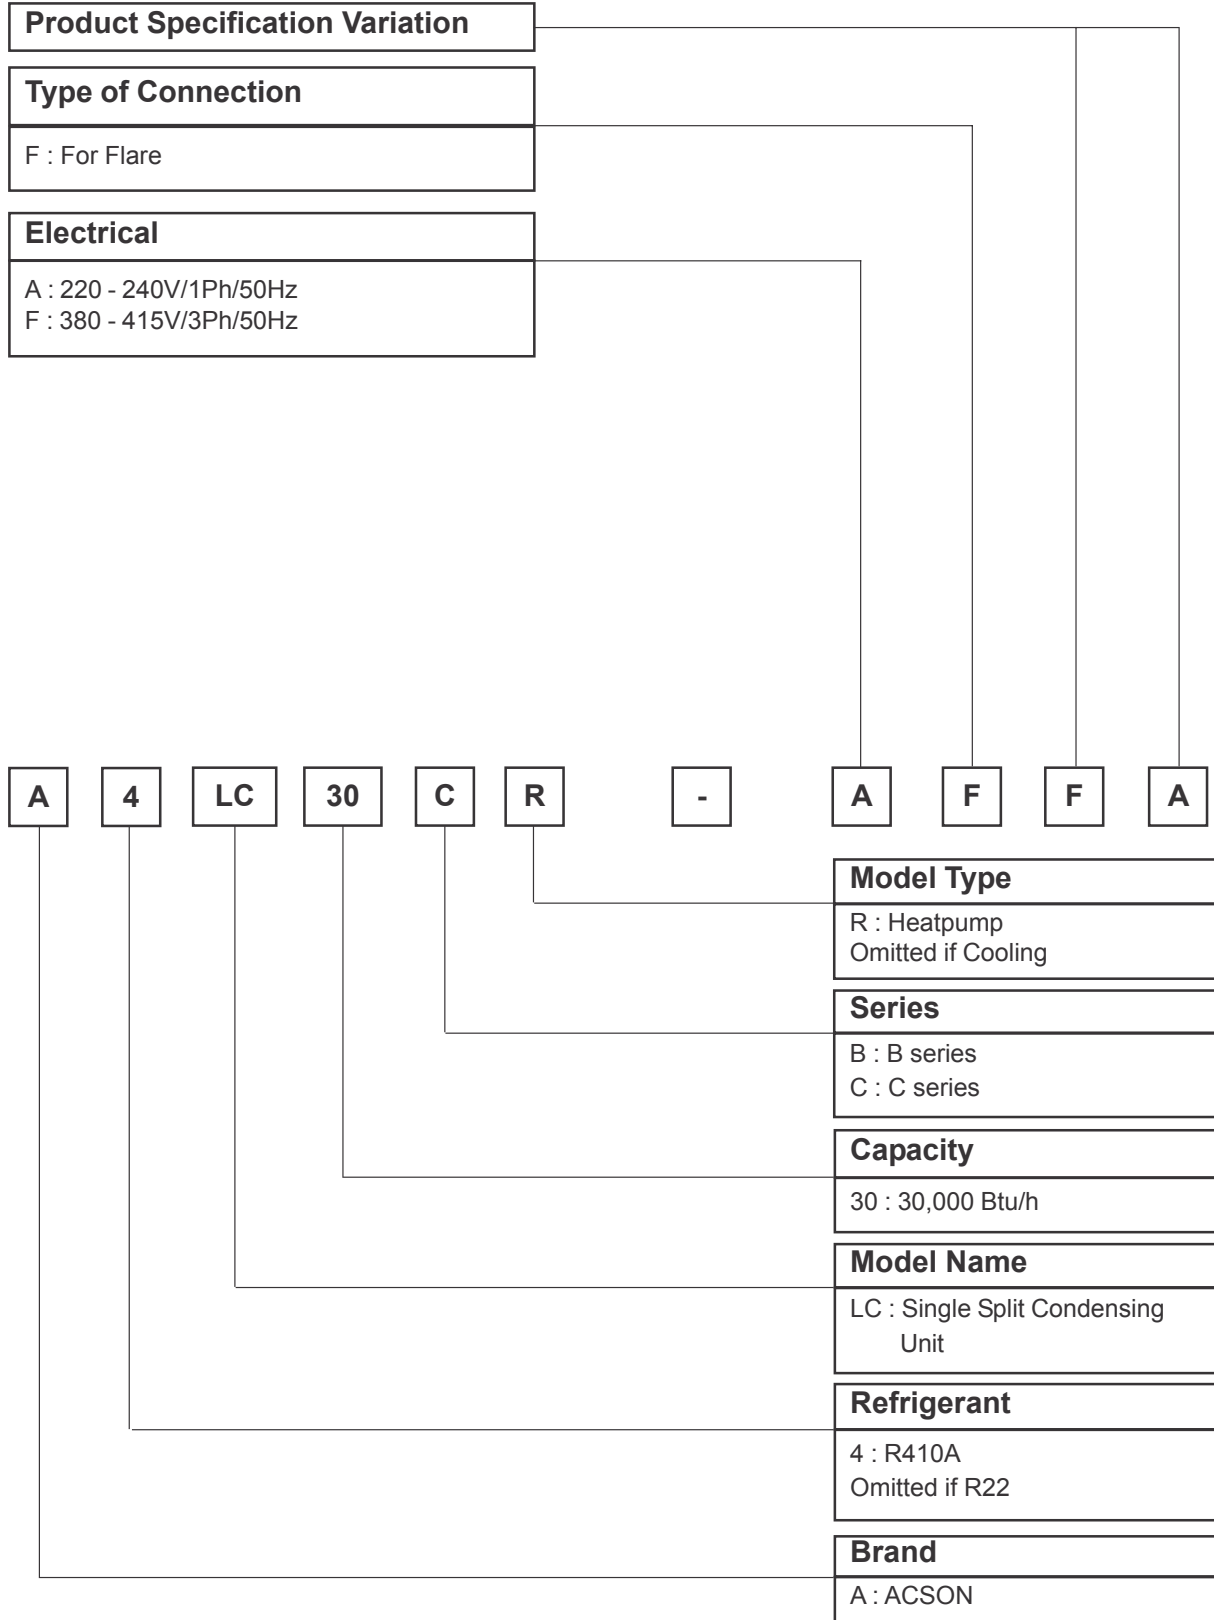 Product Specification Variation
Type of Connection
F : For Flare
Electrical
A : 220 - 240V/1Ph/50Hz
F : 380 - 415V/3Ph/50Hz
A 4 LC 30 C R - A F F A
Model Type
R : Heatpump
Omitted if Cooling
Series
B : B series
C : C series
Capacity
30 : 30,000 Btu/h
Model Name
LC : Single Split Condensing
Unit
Refrigerant
4 : R410A
Omitted if R22
Brand
A : ACSON